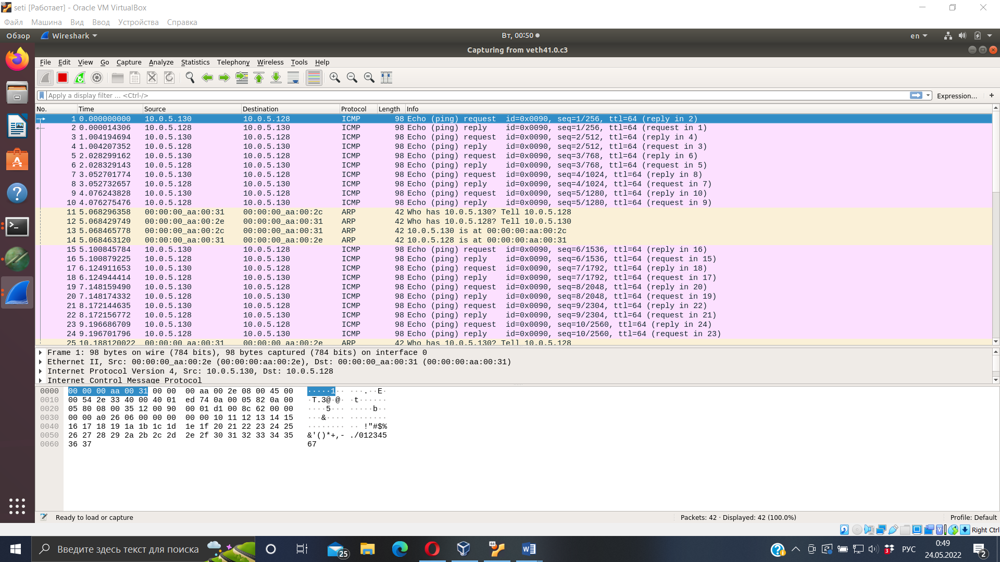 seti [Работает] - Oracle VM VirtualBox
Файл Машина Вид Ввод Устройства Справка
Обзор Wireshark Вт, 00:50 en
Capturing from veth41.0.c3
File Edit View Go Capture Analyze Statistics Telephony Wireless Tools Help
Apply a display filter ... <Ctrl-/> Expression... +
No. Time Source Destination Protocol Length Info
1 0.000000000 10.0.5.130 10.0.5.128 ICMP 98 Echo (ping) request id=0x0090, seq=1/256, ttl=64 (reply in 2)
2 0.000014306 10.0.5.128 10.0.5.130 ICMP 98 Echo (ping) reply id=0x0090, seq=1/256, ttl=64 (request in 1)
3 1.004194694 10.0.5.130 10.0.5.128 ICMP 98 Echo (ping) request id=0x0090, seq=2/512, ttl=64 (reply in 4)
4 1.004207352 10.0.5.128 10.0.5.130 ICMP 98 Echo (ping) reply id=0x0090, seq=2/512, ttl=64 (request in 3)
5 2.028299162 10.0.5.130 10.0.5.128 ICMP 98 Echo (ping) request id=0x0090, seq=3/768, ttl=64 (reply in 6)
6 2.028329143 10.0.5.128 10.0.5.130 ICMP 98 Echo (ping) reply id=0x0090, seq=3/768, ttl=64 (request in 5)
7 3.052701774 10.0.5.130 10.0.5.128 ICMP 98 Echo (ping) request id=0x0090, seq=4/1024, ttl=64 (reply in 8)
8 3.052732657 10.0.5.128 10.0.5.130 ICMP 98 Echo (ping) reply id=0x0090, seq=4/1024, ttl=64 (request in 7)
9 4.076243828 10.0.5.130 10.0.5.128 ICMP 98 Echo (ping) request id=0x0090, seq=5/1280, ttl=64 (reply in 10)
10 4.076275476 10.0.5.128 10.0.5.130 ICMP 98 Echo (ping) reply id=0x0090, seq=5/1280, ttl=64 (request in 9)
11 5.068296358 00:00:00_aa:00:31 00:00:00_aa:00:2c ARP 42 Who has 10.0.5.130? Tell 10.0.5.128
12 5.068429749 00:00:00_aa:00:2e 00:00:00_aa:00:31 ARP 42 Who has 10.0.5.128? Tell 10.0.5.130
13 5.068465778 00:00:00_aa:00:2c 00:00:00_aa:00:31 ARP 42 10.0.5.130 is at 00:00:00:aa:00:2c
14 5.068463120 00:00:00_aa:00:31 00:00:00_aa:00:2e ARP 42 10.0.5.128 is at 00:00:00:aa:00:31
15 5.100845784 10.0.5.130 10.0.5.128 ICMP 98 Echo (ping) request id=0x0090, seq=6/1536, ttl=64 (reply in 16)
16 5.100879225 10.0.5.128 10.0.5.130 ICMP 98 Echo (ping) reply id=0x0090, seq=6/1536, ttl=64 (request in 15)
17 6.124911653 10.0.5.130 10.0.5.128 ICMP 98 Echo (ping) request id=0x0090, seq=7/1792, ttl=64 (reply in 18)
18 6.124944414 10.0.5.128 10.0.5.130 ICMP 98 Echo (ping) reply id=0x0090, seq=7/1792, ttl=64 (request in 17)
19 7.148159490 10.0.5.130 10.0.5.128 ICMP 98 Echo (ping) request id=0x0090, seq=8/2048, ttl=64 (reply in 20)
20 7.148174332 10.0.5.128 10.0.5.130 ICMP 98 Echo (ping) reply id=0x0090, seq=8/2048, ttl=64 (request in 19)
21 8.172144635 10.0.5.130 10.0.5.128 ICMP 98 Echo (ping) request id=0x0090, seq=9/2304, ttl=64 (reply in 22)
22 8.172156772 10.0.5.128 10.0.5.130 ICMP 98 Echo (ping) reply id=0x0090, seq=9/2304, ttl=64 (request in 21)
23 9.196686709 10.0.5.130 10.0.5.128 ICMP 98 Echo (ping) request id=0x0090, seq=10/2560, ttl=64 (reply in 24)
24 9.196701796 10.0.5.128 10.0.5.130 ICMP 98 Echo (ping) reply id=0x0090, seq=10/2560, ttl=64 (request in 23)
25 10.188120022 00:00:00_aa:00:31 00:00:00_aa:00:2e ARP 42 Who has 10.0.5.130? Tell 10.0.5.128
Frame 1: 98 bytes on wire (784 bits), 98 bytes captured (784 bits) on interface 0
Ethernet II, Src: 00:00:00_aa:00:2e (00:00:00:aa:00:2e), Dst: 00:00:00_aa:00:31 (00:00:00:aa:00:31)
Internet Protocol Version 4, Src: 10.0.5.130, Dst: 10.0.5.128
Internet Control Message Protocol
0000 00 00 00 aa 00 31 00 00 00 aa 00 2e 08 00 45 00 ·····1·· ···.··E·
0010 00 54 2e 33 40 00 40 01 ed 74 0a 00 05 82 0a 00 ·T.3@·@· ·t······
0020 05 80 08 00 35 12 00 90 00 01 d1 00 8c 62 00 00 ····5··· ·····b··
0030 00 00 a0 26 06 00 00 00 00 00 10 11 12 13 14 15 ···&···· ········
0040 16 17 18 19 1a 1b 1c 1d 1e 1f 20 21 22 23 24 25 ········ ·· !"#$%
0050 26 27 28 29 2a 2b 2c 2d 2e 2f 30 31 32 33 34 35 &'()*+,- ./012345
0060 36 37 67
Ready to load or capture Packets: 42 · Displayed: 42 (100.0%) Profile: Default
Right Ctrl
Введите здесь текст для поиска 25 64 3 РУС 0:49 2
24.05.2022